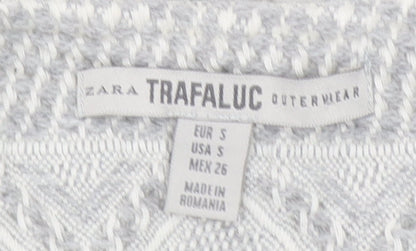 ZARA TRAFALUC OUTERWEAR
EUR S
USA S
MEX 26
MADE IN
ROMANIA